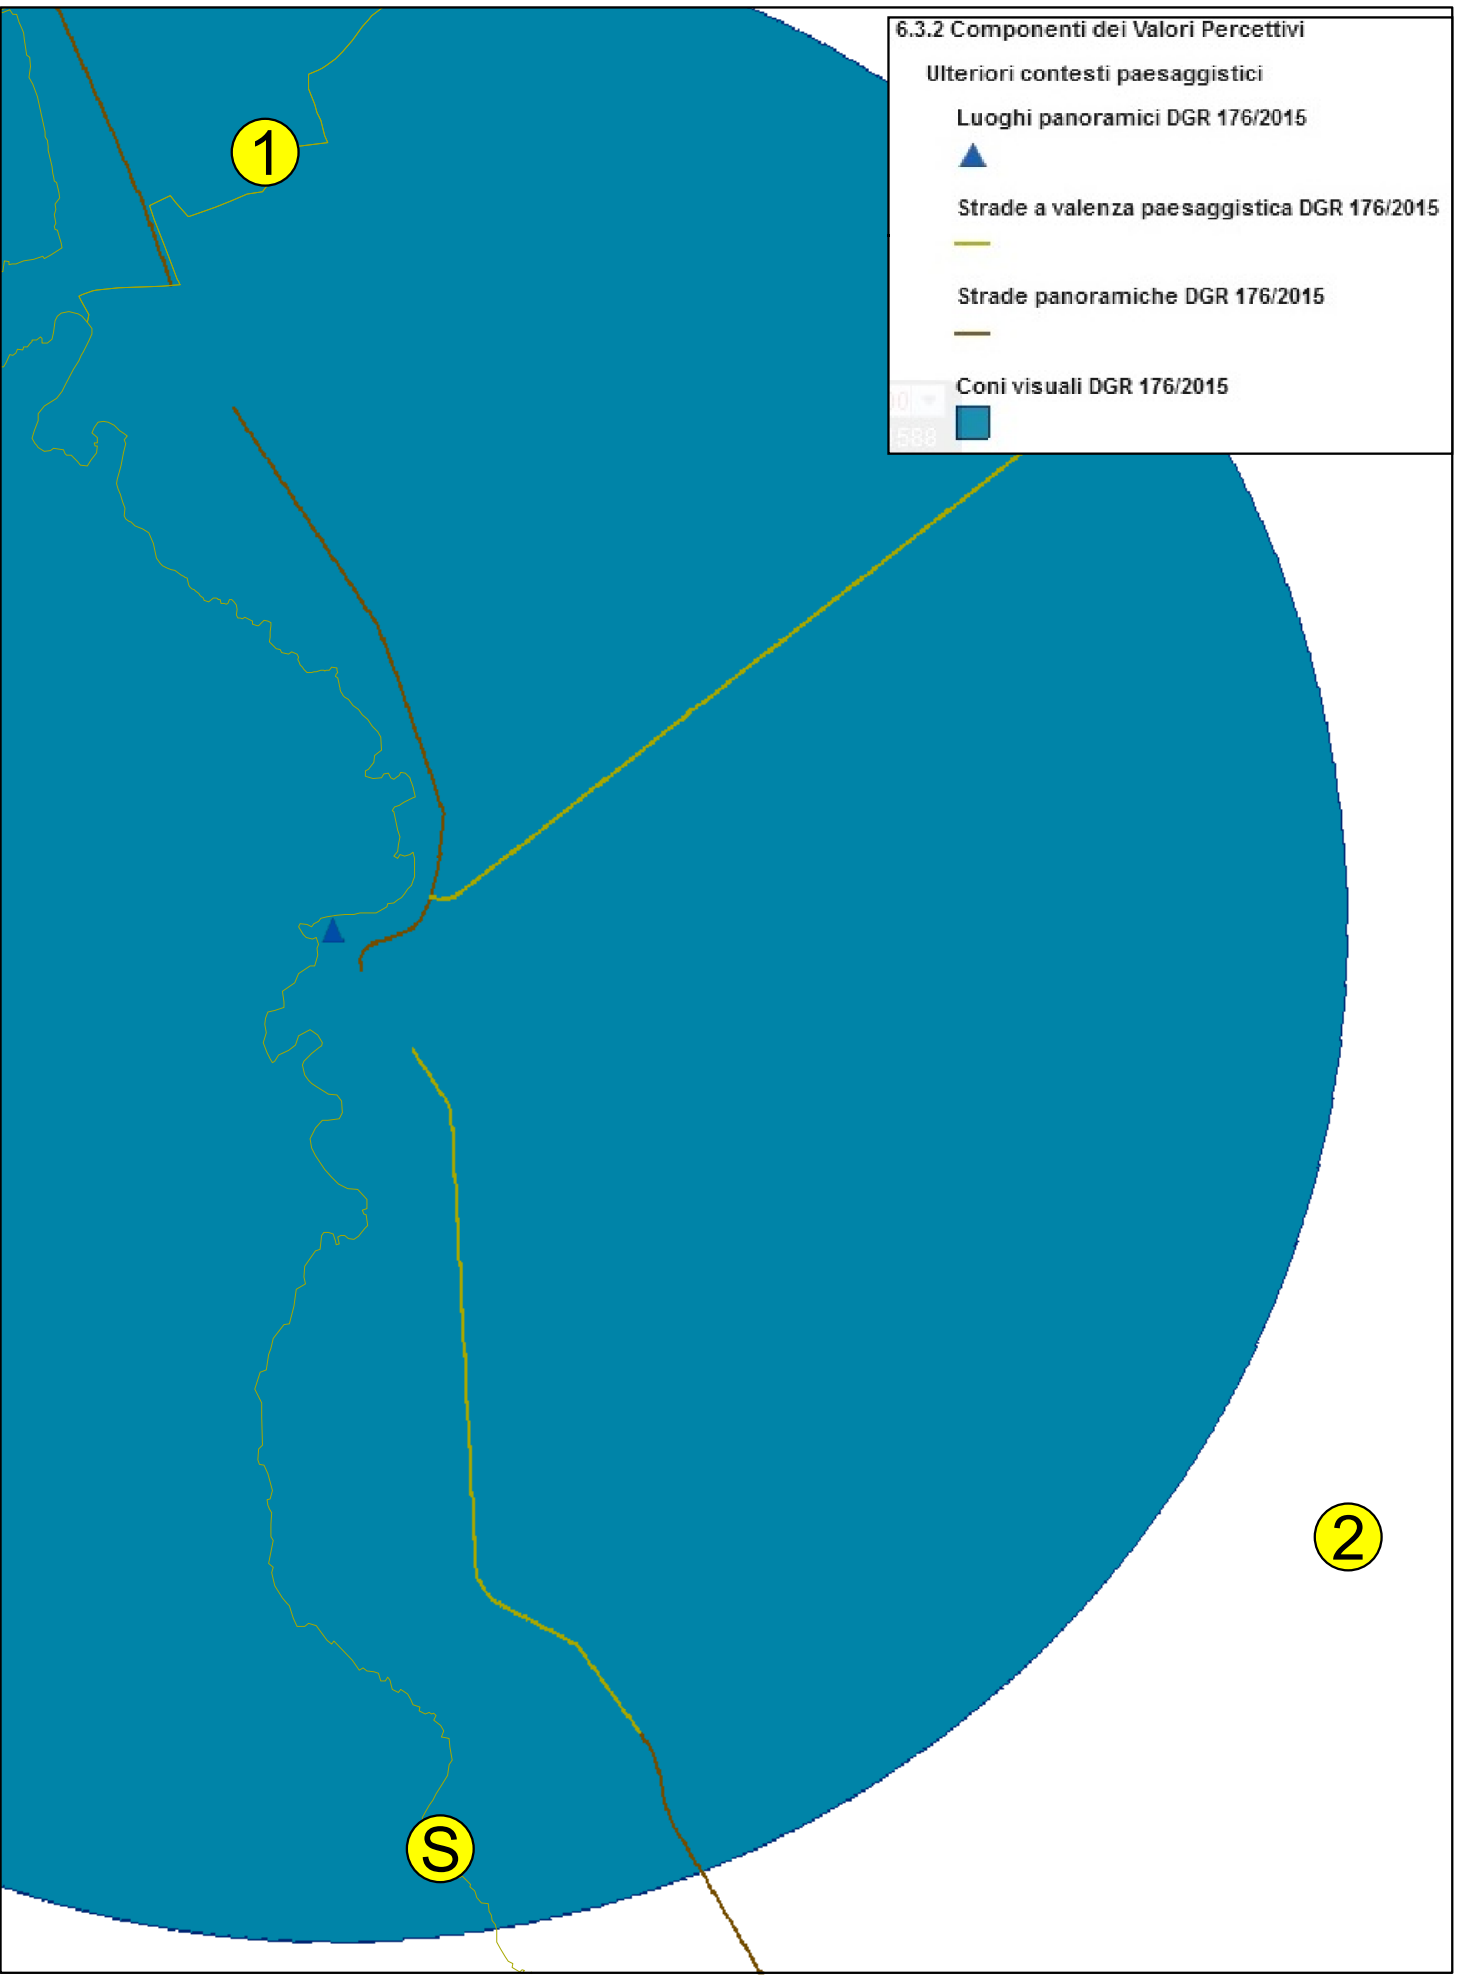 6.3.2 Componenti dei Valori Percettivi
Ulteriori contesti paesaggistici
Luoghi panoramici DGR 176/2015
Strade a valenza paesaggistica DGR 176/2015
Strade panoramiche DGR 176/2015
Coni visuali DGR 176/2015
588
1
2
S